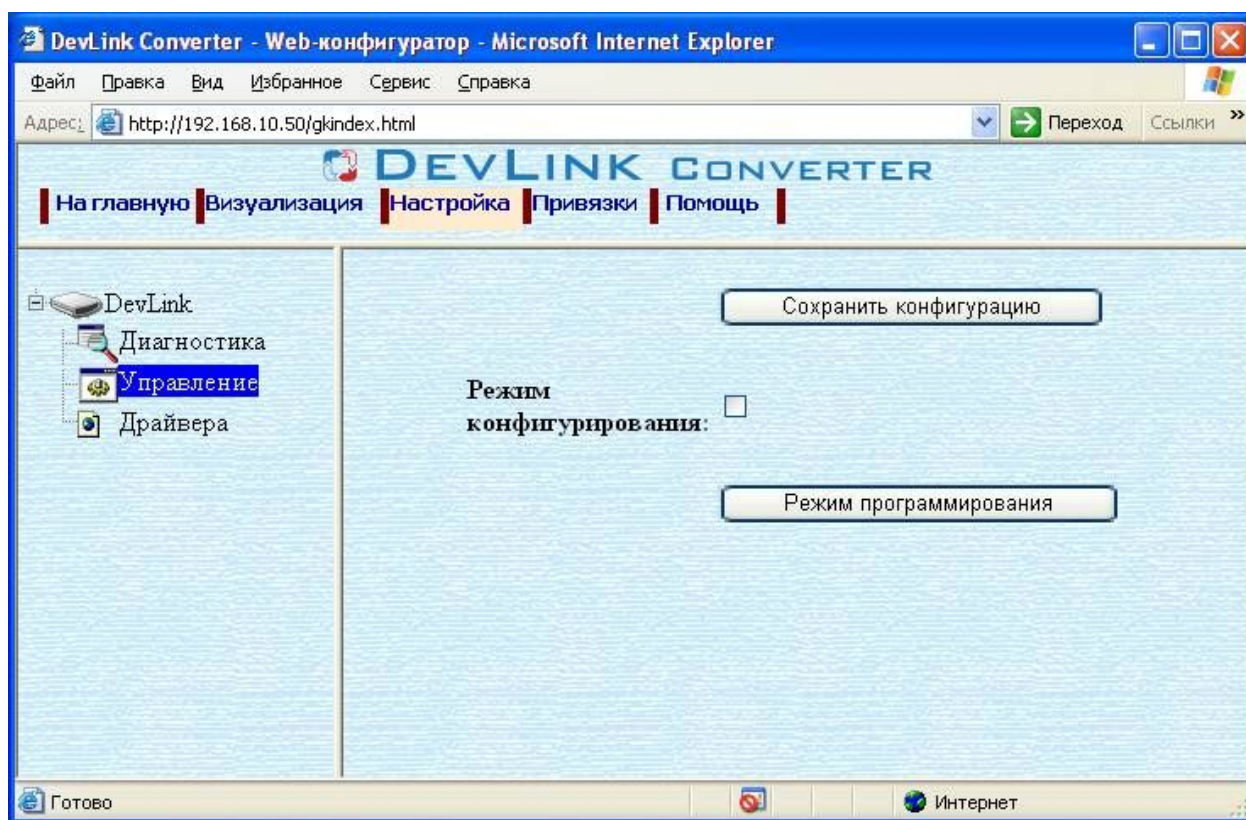 DevLink Converter - Web-конфигуратор - Microsoft Internet Explorer
Файл Правка Вид Избранное Сервис Справка
Адрес: http://192.168.10.50/gkindex.html Переход Ссылки »
DEVLINK CONVERTER
На главную Визуализация Настройка Привязки Помощь
DevLink
Диагностика
Управление
Драйвера
Сохранить конфигурацию
Режим
конфигурирования:
Режим программирования
Готово Интернет